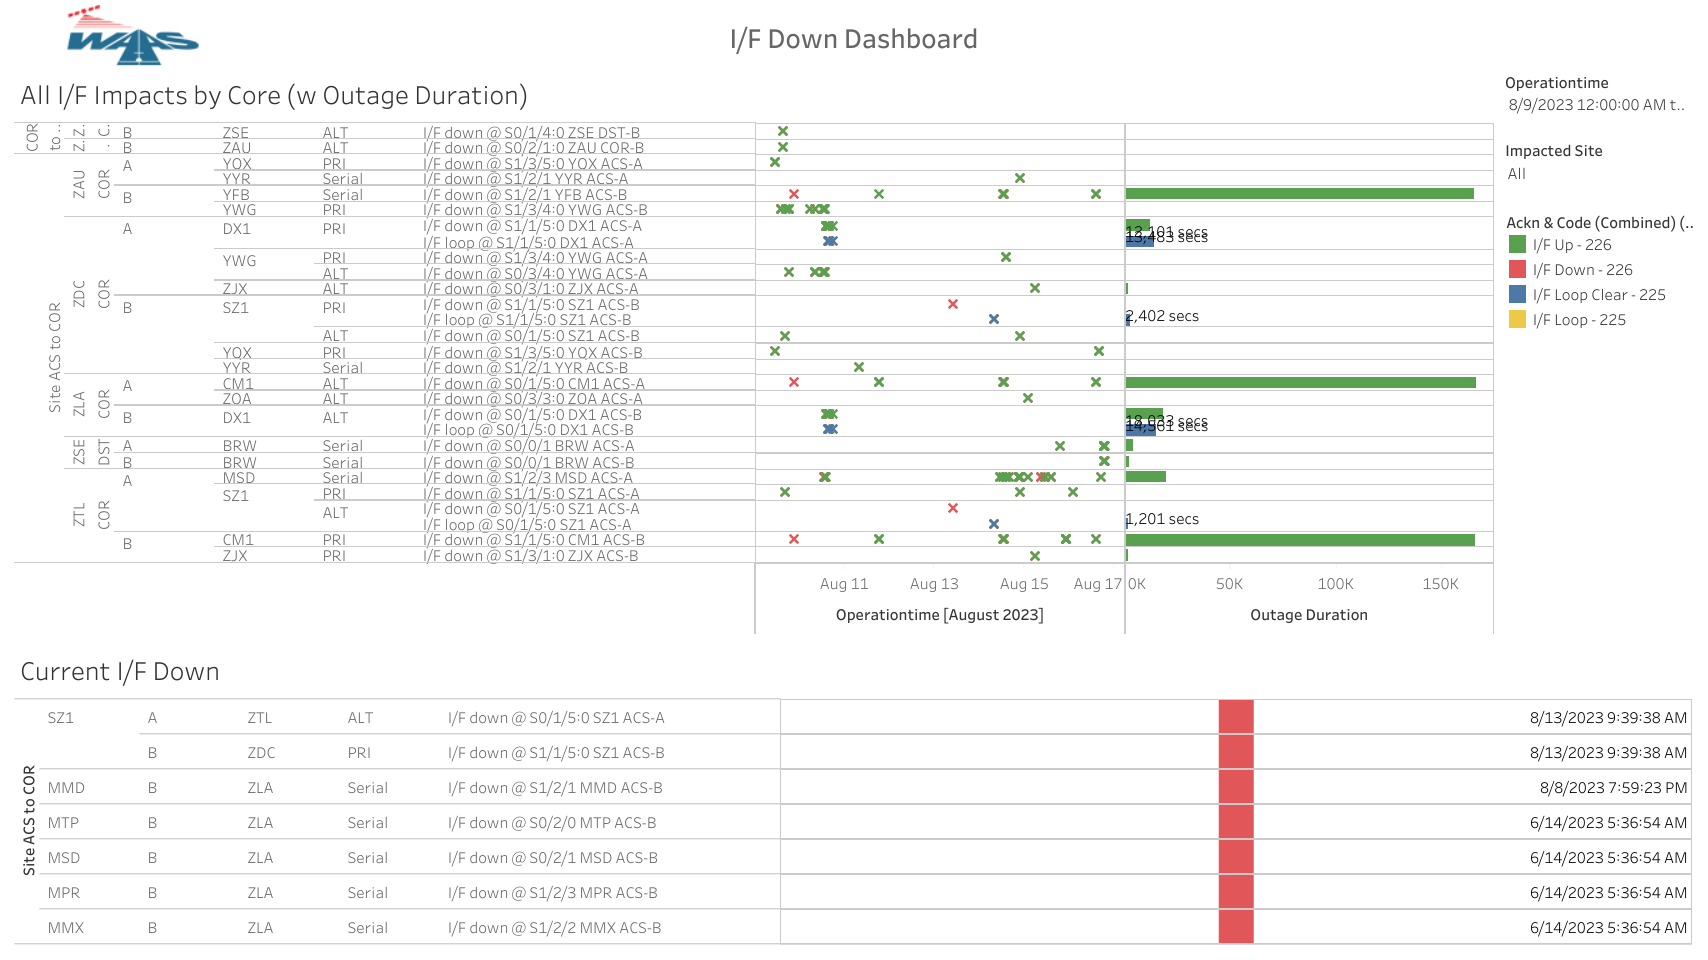 WAAS
I/F Down Dashboard
All I/F Impacts by Core (w Outage Duration)
Operationtime
8/9/2023 12:00:00 AM t..
Impacted Site
All
Ackn & Code (Combined) (..
I/F Up - 226
I/F Down - 226
I/F Loop Clear - 225
I/F Loop - 225
COR to .. Z.Z. C. . B ZSE ALT I/F down @ S0/1/4:0 ZSE DST-B
B ZAU ALT I/F down @ S0/2/1:0 ZAU COR-B
Site ACS to COR
ZAU COR A YQX PRI I/F down @ S1/3/5:0 YQX ACS-A
YYR Serial I/F down @ S1/2/1 YYR ACS-A
B YFB Serial I/F down @ S1/2/1 YFB ACS-B
YWG PRI I/F down @ S1/3/4:0 YWG ACS-B
ZDC COR A DX1 PRI I/F down @ S1/1/5:0 DX1 ACS-A
I/F loop @ S1/1/5:0 DX1 ACS-A 13,483 secs
YWG PRI I/F down @ S1/3/4:0 YWG ACS-A
ALT I/F down @ S0/3/4:0 YWG ACS-A
ZJX ALT I/F down @ S0/3/1:0 ZJX ACS-A
B SZ1 PRI I/F down @ S1/1/5:0 SZ1 ACS-B
I/F loop @ S1/1/5:0 SZ1 ACS-B 2,402 secs
ALT I/F down @ S0/1/5:0 SZ1 ACS-B
YQX PRI I/F down @ S1/3/5:0 YQX ACS-B
YYR Serial I/F down @ S1/2/1 YYR ACS-B
ZLA COR A CM1 ALT I/F down @ S0/1/5:0 CM1 ACS-A
ZOA ALT I/F down @ S0/3/3:0 ZOA ACS-A
B DX1 ALT I/F down @ S0/1/5:0 DX1 ACS-B
I/F loop @ S0/1/5:0 DX1 ACS-B secs
ZSE DST A BRW Serial I/F down @ S0/0/1 BRW ACS-A
B BRW Serial I/F down @ S0/0/1 BRW ACS-B
ZTL COR A MSD Serial I/F down @ S1/2/3 MSD ACS-A
SZ1 PRI I/F down @ S1/1/5:0 SZ1 ACS-A
ALT I/F down @ S0/1/5:0 SZ1 ACS-A
I/F loop @ S0/1/5:0 SZ1 ACS-A 1,201 secs
B CM1 PRI I/F down @ S1/1/5:0 CM1 ACS-B
ZJX PRI I/F down @ S1/3/1:0 ZJX ACS-B
Aug 11 Aug 13 Aug 15 Aug 17 0K 50K 100K 150K
Operationtime [August 2023] Outage Duration
Current I/F Down
Site ACS to COR
SZ1 A ZTL ALT I/F down @ S0/1/5:0 SZ1 ACS-A 8/13/2023 9:39:38 AM
B ZDC PRI I/F down @ S1/1/5:0 SZ1 ACS-B 8/13/2023 9:39:38 AM
MMD B ZLA Serial I/F down @ S1/2/1 MMD ACS-B 8/8/2023 7:59:23 PM
MTP B ZLA Serial I/F down @ S0/2/0 MTP ACS-B 6/14/2023 5:36:54 AM
MSD B ZLA Serial I/F down @ S0/2/1 MSD ACS-B 6/14/2023 5:36:54 AM
MPR B ZLA Serial I/F down @ S1/2/3 MPR ACS-B 6/14/2023 5:36:54 AM
MMX B ZLA Serial I/F down @ S1/2/2 MMX ACS-B 6/14/2023 5:36:54 AM